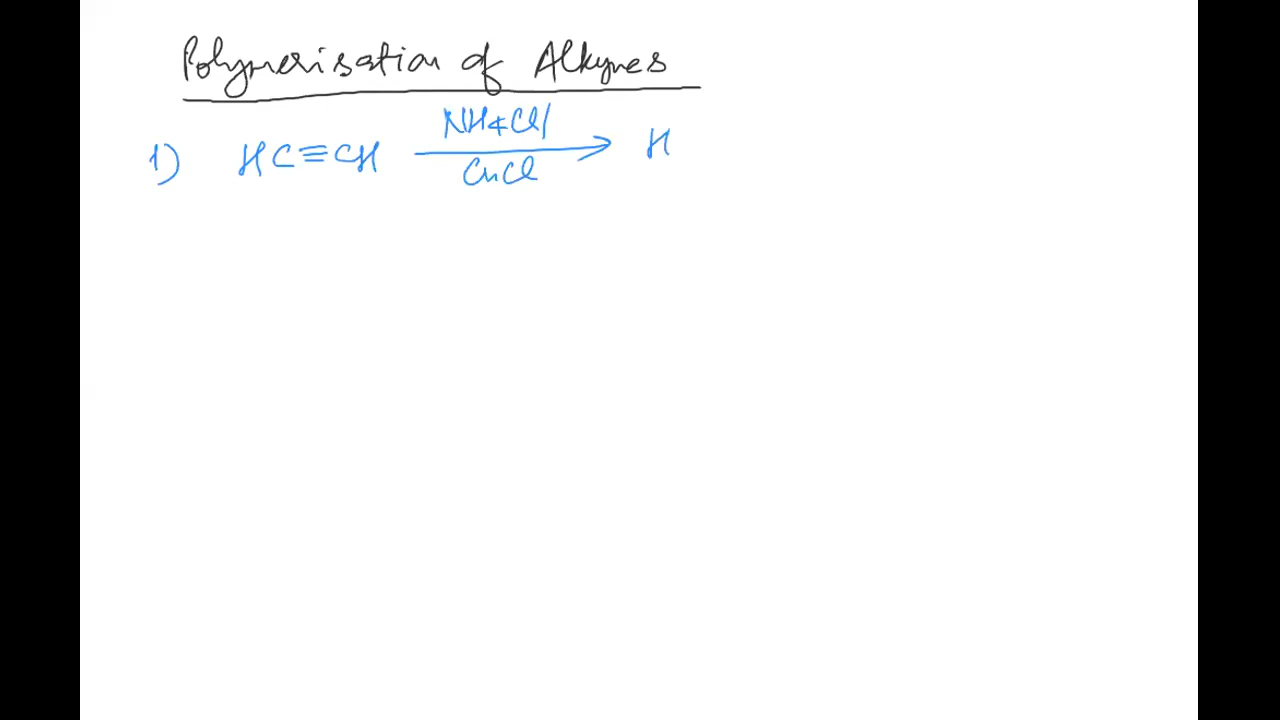 Polymerisation of Alkynes
1) HC≡CH NH4Cl/ CuCl → H